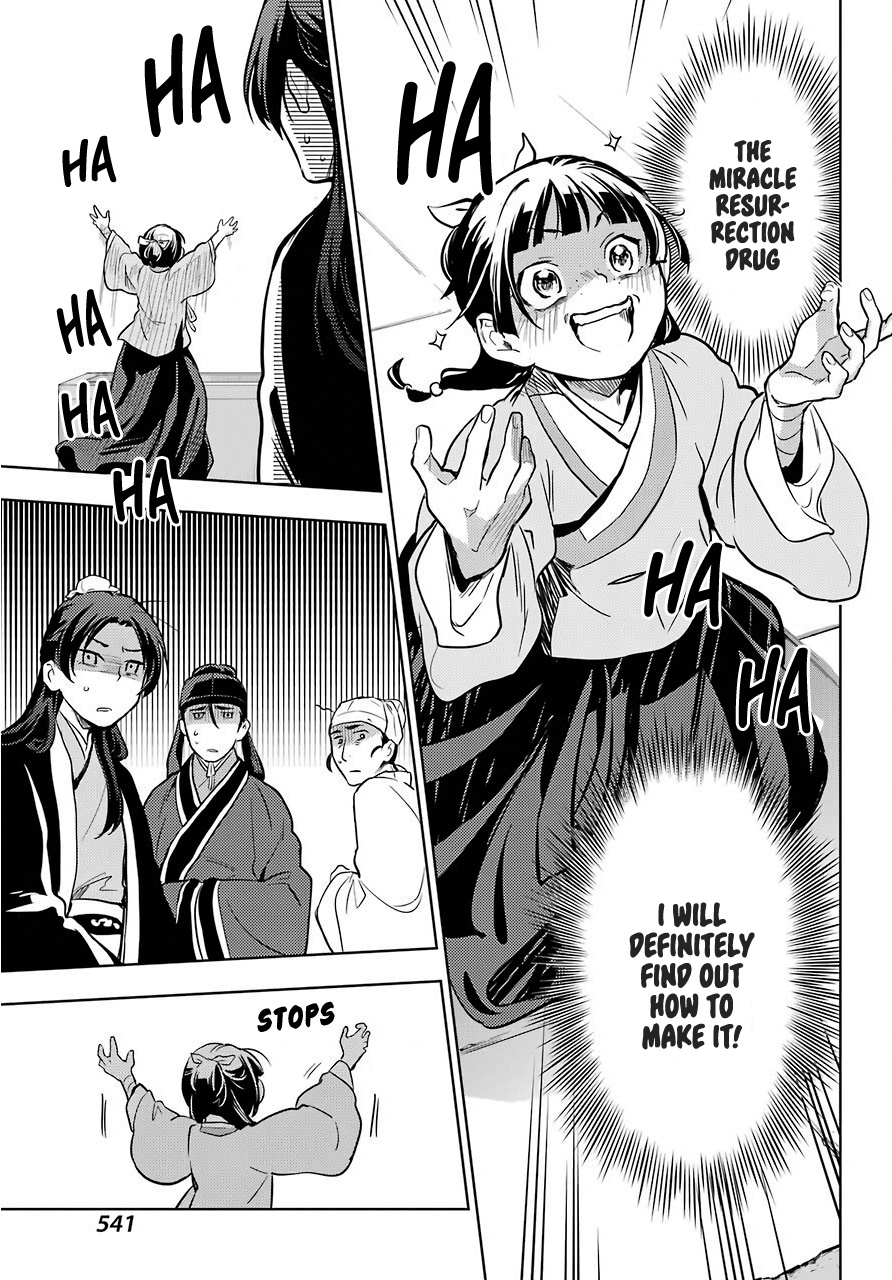 THE
MIRACLE
RESUR-
RECTION
DRUG
HA
HA
HA
I WILL
DEFINITELY
FIND OUT
HOW TO
MAKE IT!
HA
HA
HA
HA
HA
STOPS
541